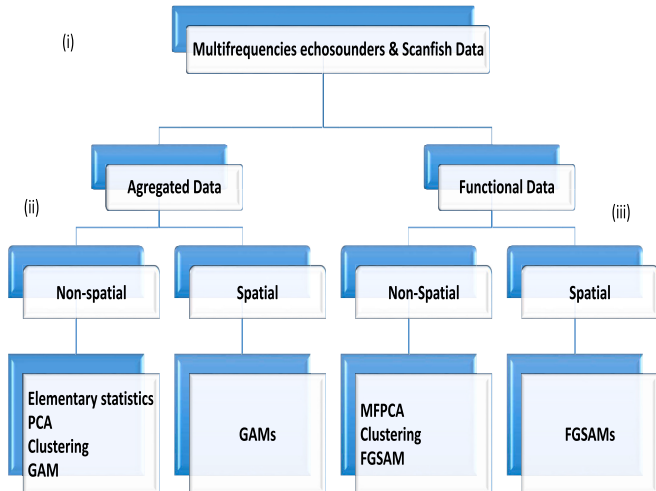 (i)
Multifrequencies echosounders & Scanfish Data
Agregated Data
Functional Data
(ii)
(iii)
Non-spatial
Spatial
Non-Spatial
Spatial
Elementary statistics
PCA
Clustering
GAM
GAMs
MFPCA
Clustering
FGSAM
FGSAMs